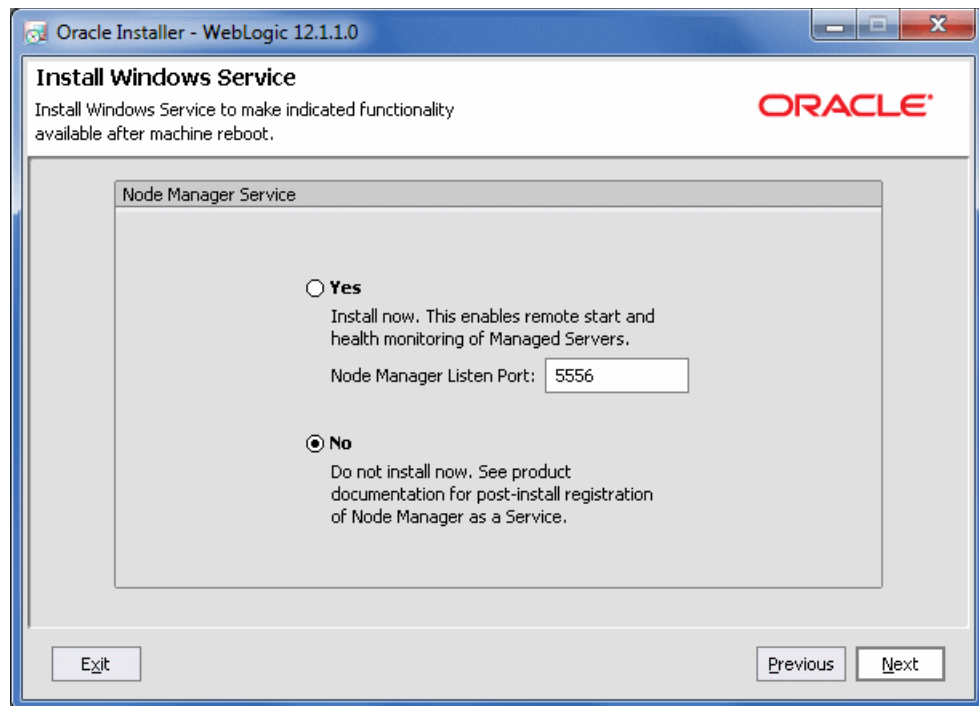 Oracle Installer - WebLogic 12.1.1.0
Install Windows Service
Install Windows Service to make indicated functionality
available after machine reboot.
ORACLE
Node Manager Service
Yes
Install now. This enables remote start and
health monitoring of Managed Servers.
Node Manager Listen Port: 5556
No
Do not install now. See product
documentation for post-install registration
of Node Manager as a Service.
Exit
Previous
Next